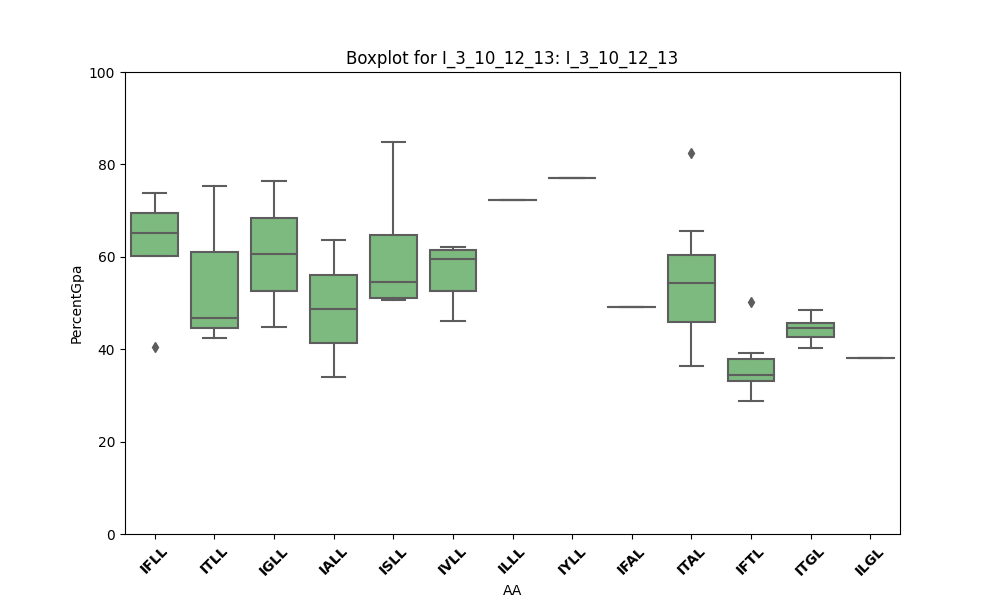 Boxplot for I_3_10_12_13: I_3_10_12_13
100
80
60
40
20
0
PercentGpa
IFLL
ITLL
IGLL
IALL
ISLL
IVLL
ILLL
IYLL
IFAL
ITAL
IFTL
ITGL
ILGL
AA